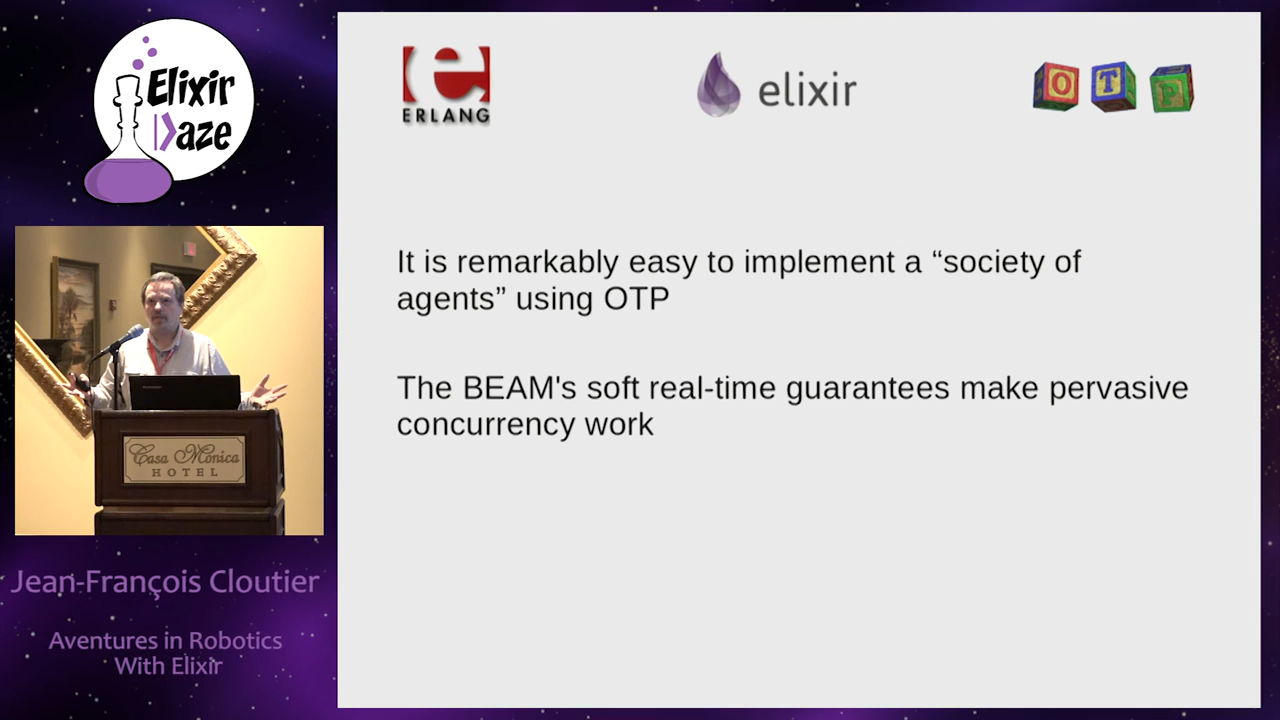 Elixir
Daze
ERLANG
elixir
O T P
It is remarkably easy to implement a “society of
agents” using OTP
The BEAM's soft real-time guarantees make pervasive
concurrency work
Casa Monica
HOTEL
Jean-François Cloutier
Aventures in Robotics
With Elixir